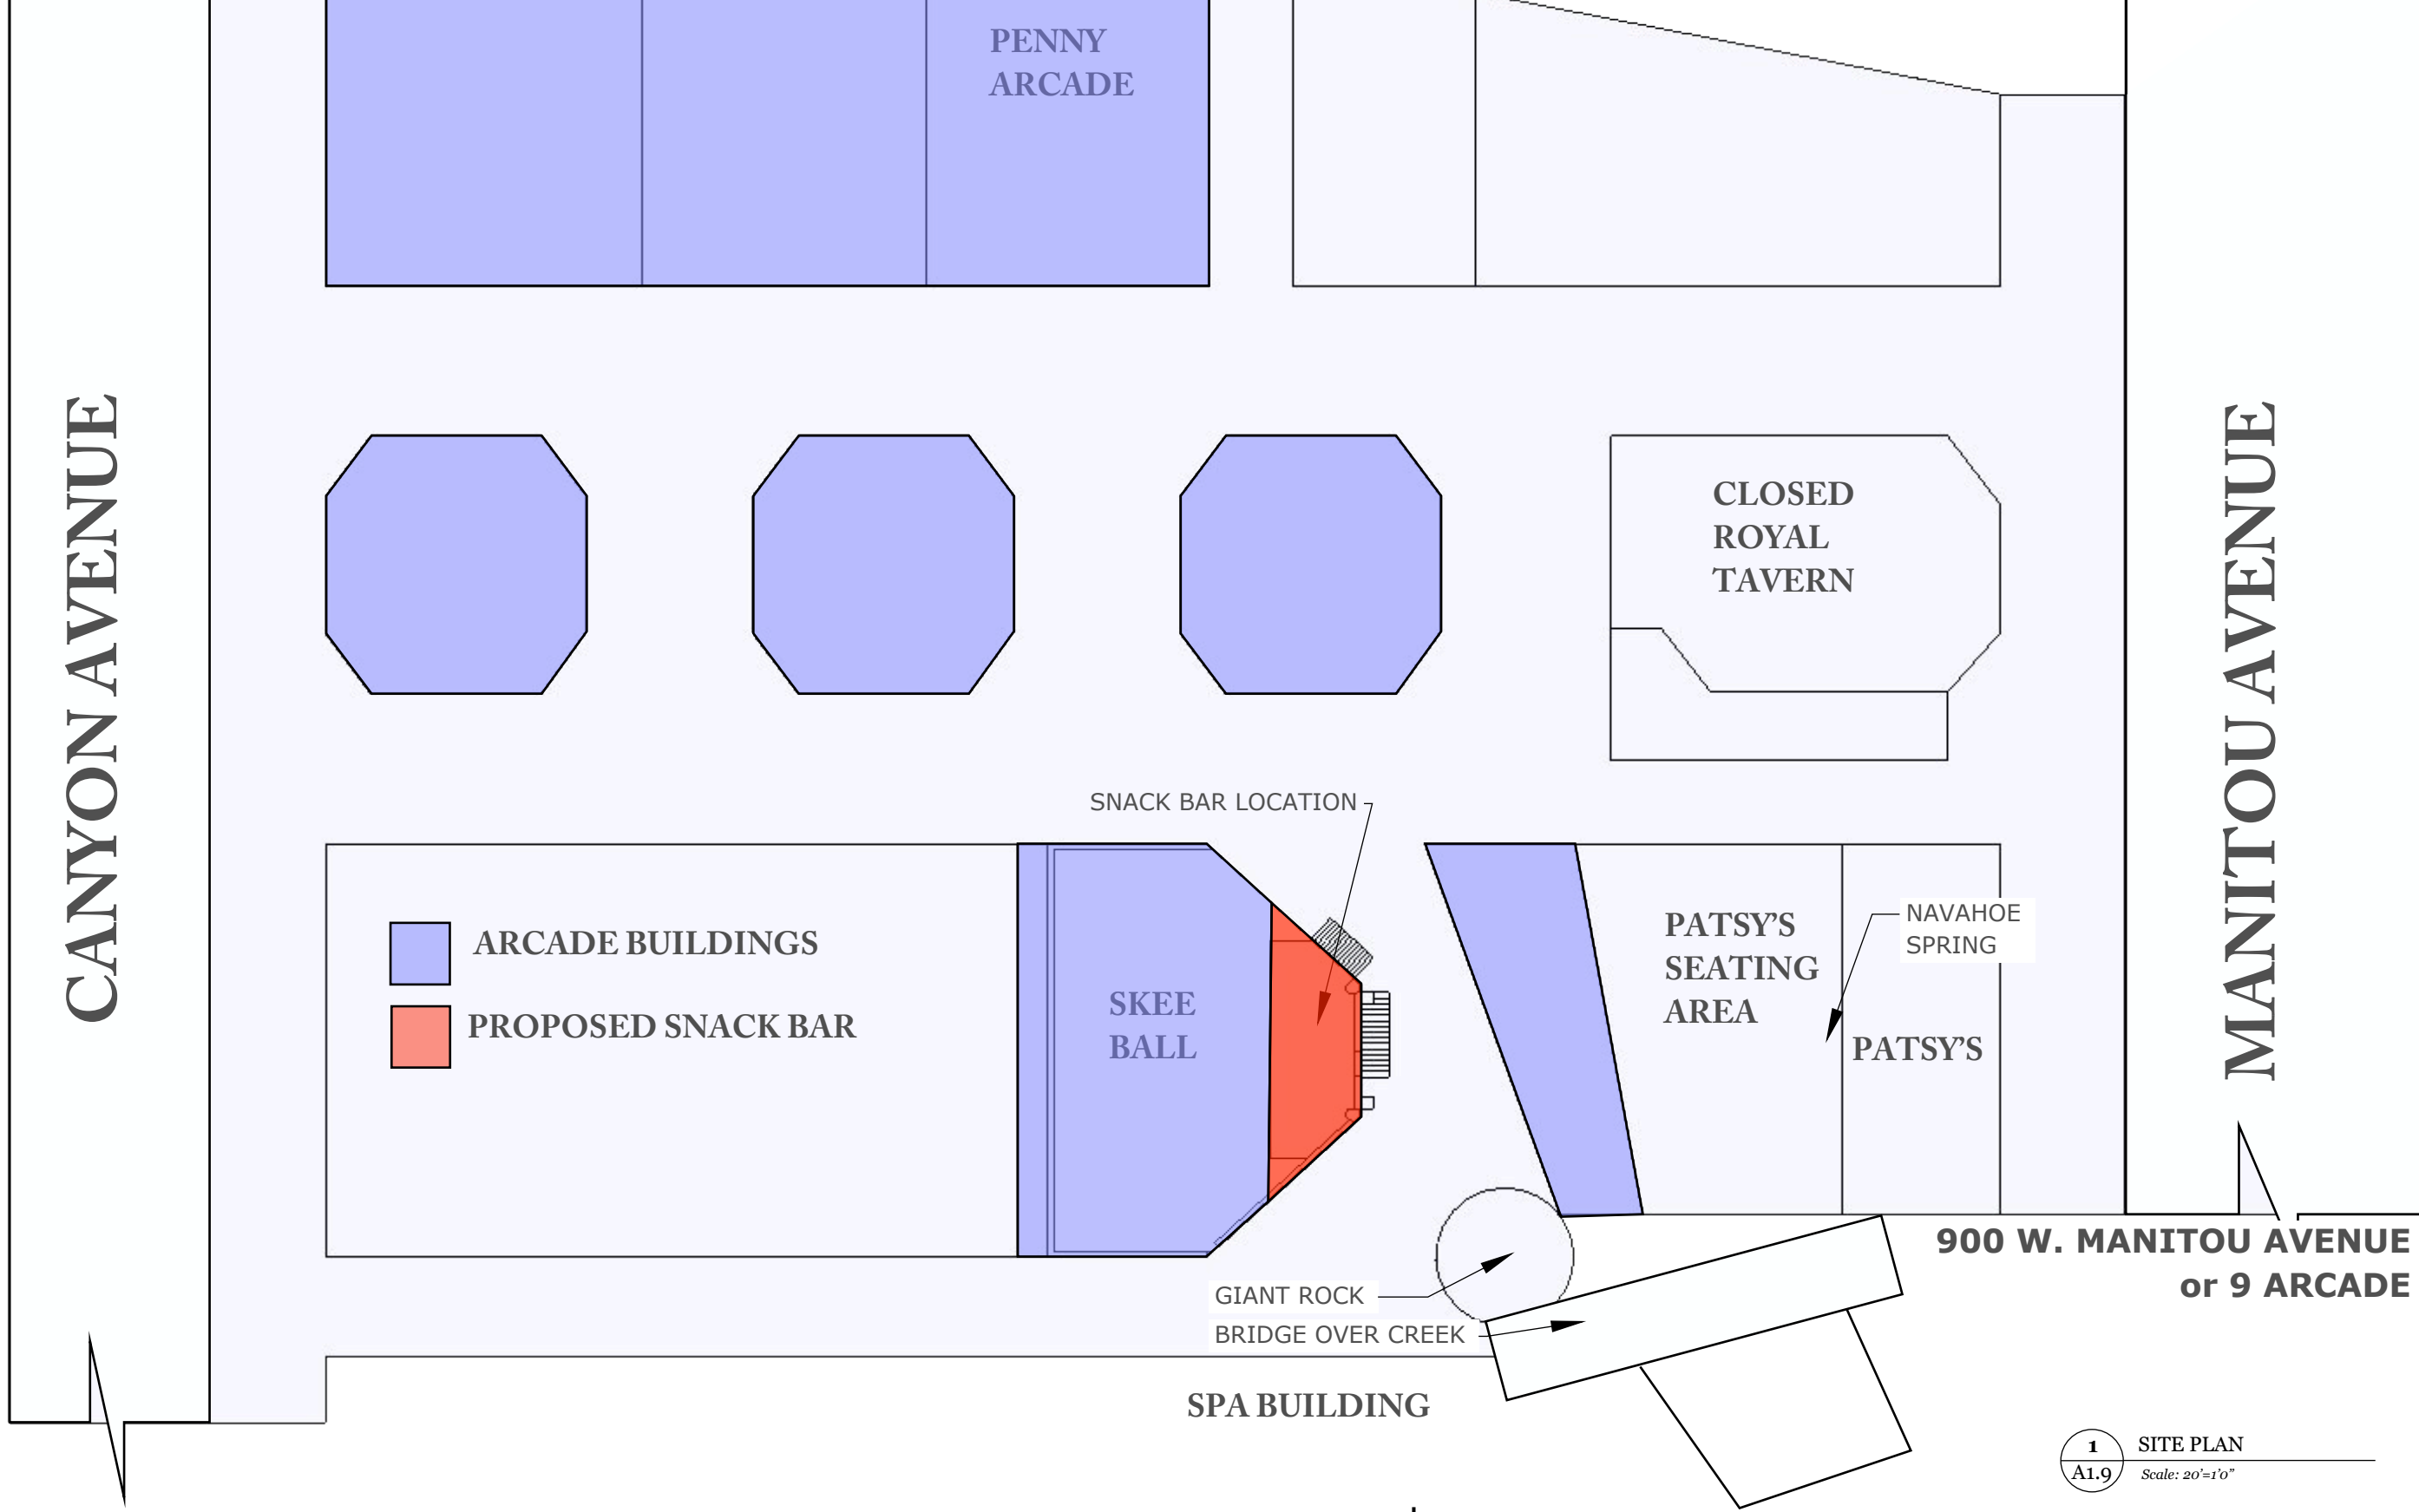 PENNY
ARCADE
CANYON AVENUE
MANITOU AVENUE
CLOSED
ROYAL
TAVERN
SNACK BAR LOCATION
ARCADE BUILDINGS
PROPOSED SNACK BAR
SKEE
BALL
PATSY'S
SEATING
AREA
NAVAHOE
SPRING
PATSY'S
900 W. MANITOU AVENUE
or 9 ARCADE
GIANT ROCK
BRIDGE OVER CREEK
SPA BUILDING
1
A1.9
SITE PLAN
Scale: 20'=1'0"